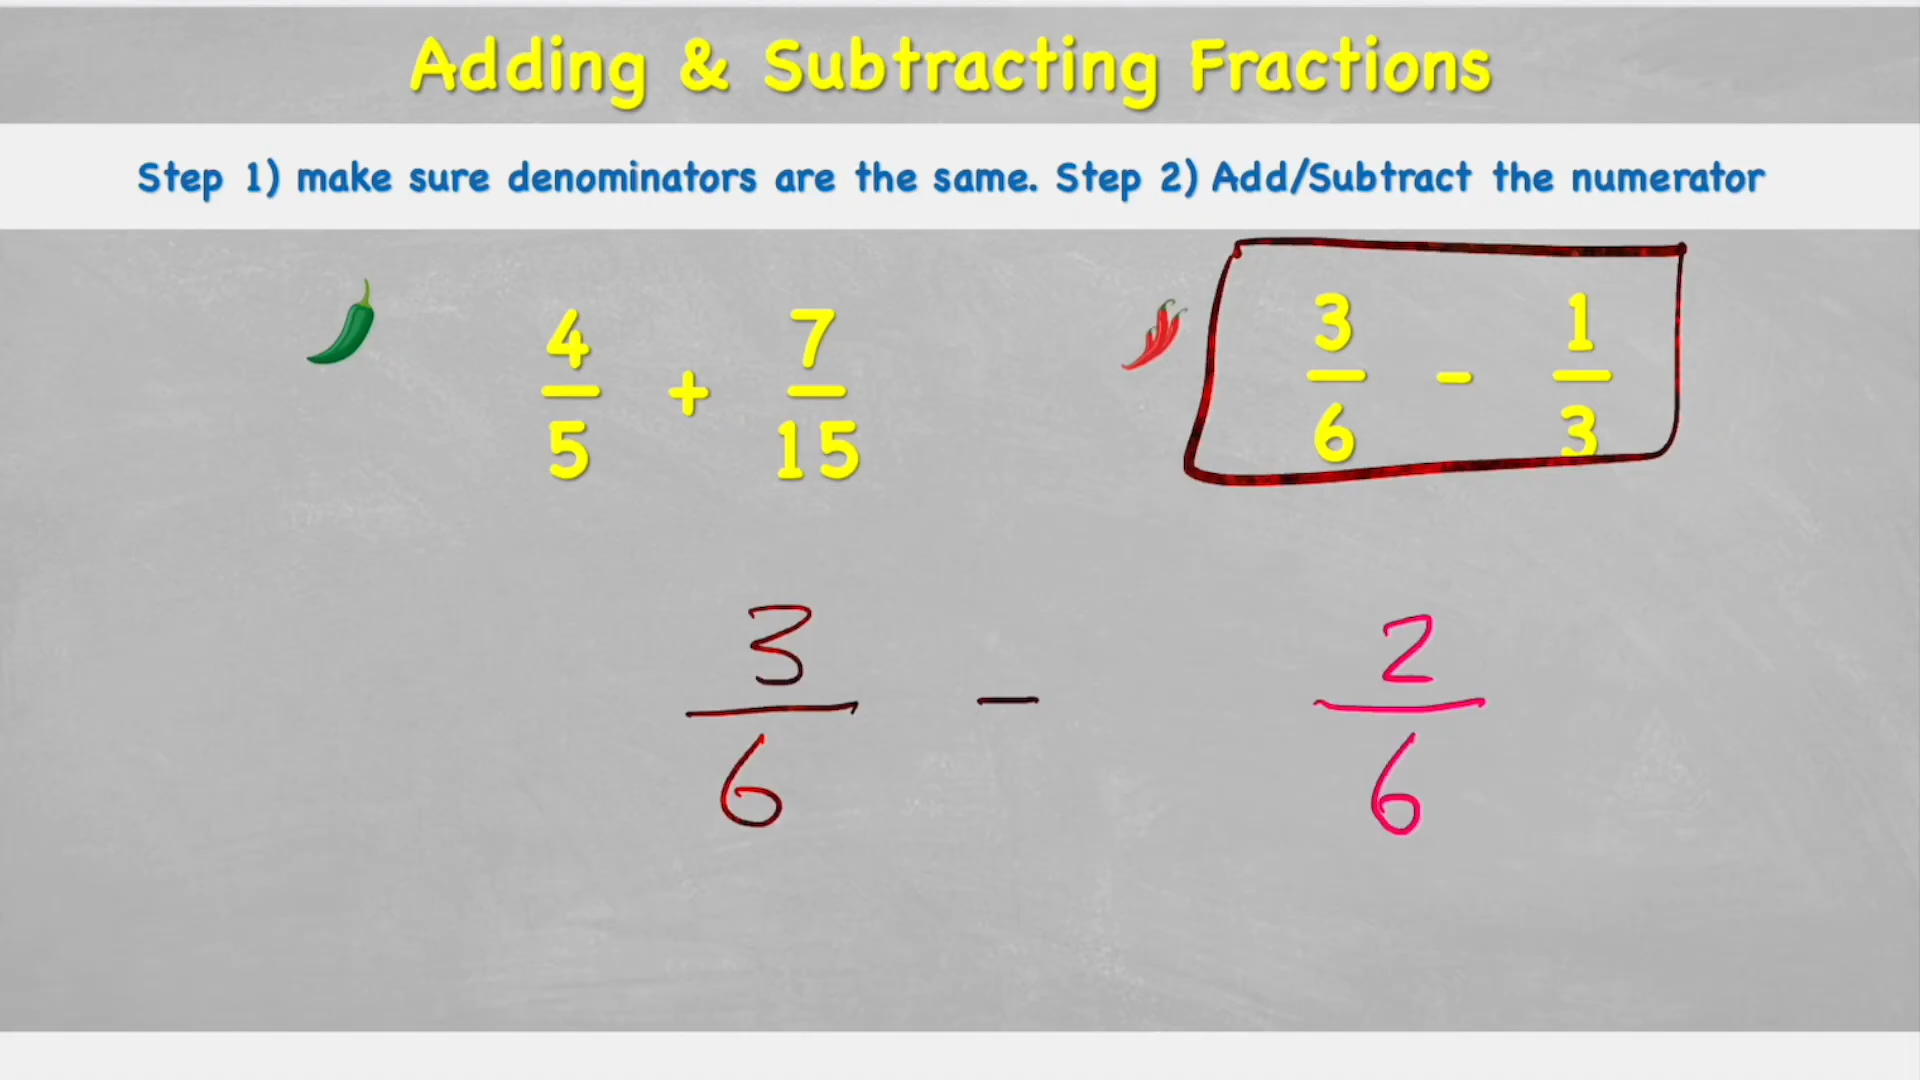 Adding & Subtracting Fractions
Step 1) make sure denominators are the same. Step 2) Add/Subtract the numerator
4/5 + 7/15
3/6 - 1/3
3/6 - 2/6